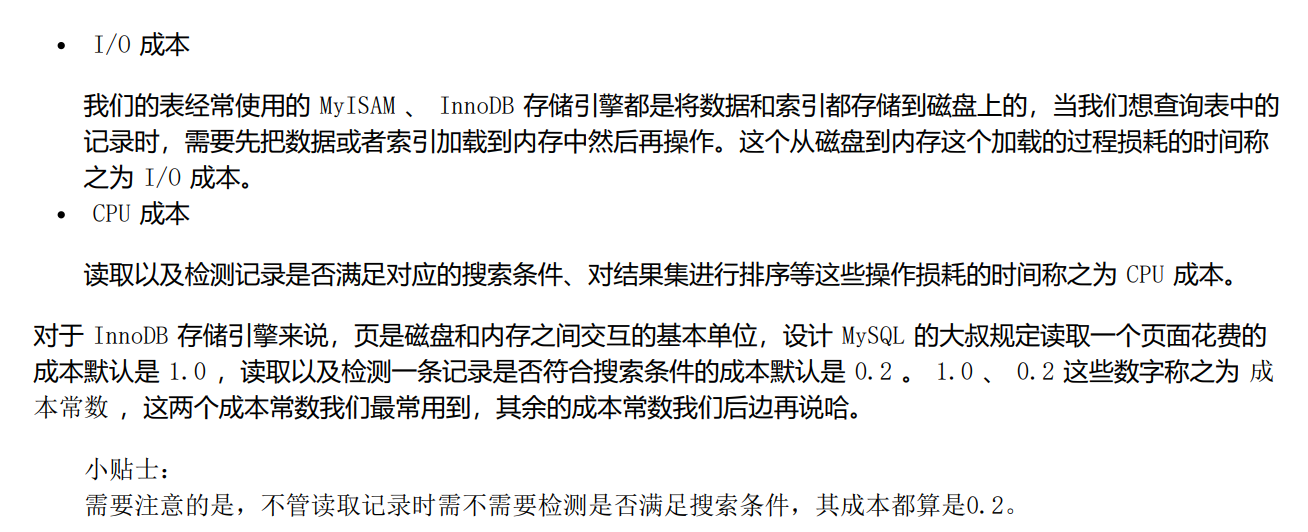 • I/O 成本
我们的表经常使用的 MyISAM 、 InnoDB 存储引擎都是将数据和索引都存储到磁盘上的，当我们想查询表中的
记录时，需要先把数据或者索引加载到内存中然后再操作。这个从磁盘到内存这个加载的过程损耗的时间称
之为 I/O 成本。
• CPU 成本
读取以及检测记录是否满足对应的搜索条件、对结果集进行排序等这些操作损耗的时间称之为 CPU 成本。
对于 InnoDB 存储引擎来说，页是磁盘和内存之间交互的基本单位，设计 MySQL 的大叔规定读取一个页面花费的
成本默认是 1.0 ，读取以及检测一条记录是否符合搜索条件的成本默认是 0.2 。 1.0 、 0.2 这些数字称之为 成
本常数 ，这两个成本常数我们最常用到，其余的成本常数我们后边再说哈。
小贴士：
需要注意的是，不管读取记录时需不需要检测是否满足搜索条件，其成本都算是0.2。